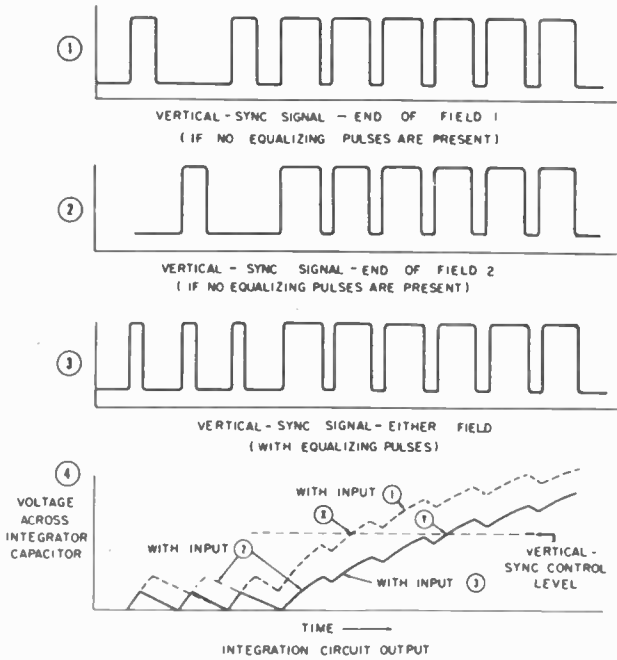 1
VERTICAL-SYNC SIGNAL – END OF FIELD 1
(IF NO EQUALIZING PULSES ARE PRESENT)
2
VERTICAL – SYNC SIGNAL – END OF FIELD 2
(IF NO EQUALIZING PULSES ARE PRESENT)
3
VERTICAL-SYNC SIGNAL-EITHER FIELD
(WITH EQUALIZING PULSES)
4
VOLTAGE
ACROSS
INTEGRATOR
CAPACITOR
WITH INPUT 1
X
Y
WITH INPUT 2
WITH INPUT 3
VERTICAL-
SYNC CONTROL
LEVEL
TIME
INTEGRATION CIRCUIT OUTPUT